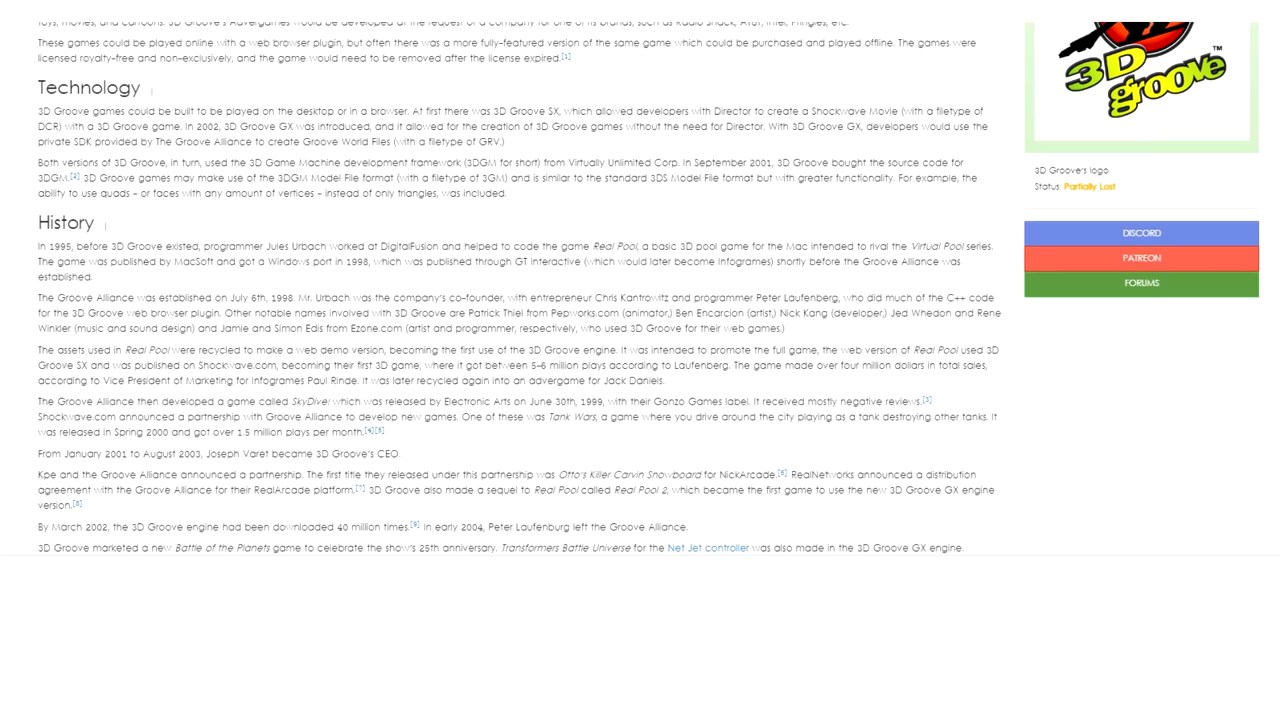 toys, movies, and cartoons. 3D Groove's Advergames would be developed at the request of a company for one of its brands, such as Radio Shack, AT&T, Intel, Pringles, etc.
These games could be played online with a web browser plugin, but often there was a more fully-featured version of the same game which could be purchased and played offline. The games were
licensed royalty-free and non-exclusively, and the game would need to be removed after the license expired.[1]
Technology
3D Groove games could be built to be played on the desktop or in a browser. At first there was 3D Groove SX, which allowed developers with Director to create a Shockwave Movie (with a filetype of
DCR) with a 3D Groove game. In 2002, 3D Groove GX was introduced, and it allowed for the creation of 3D Groove games without the need for Director. With 3D Groove GX, developers would use the
private SDK provided by The Groove Alliance to create Groove World Files (with a filetype of GRV.)
Both versions of 3D Groove, in turn, used the 3D Game Machine development framework (3DGM for short) from Virtually Unlimited Corp. In September 2001, 3D Groove bought the source code for
3DGM.[2] 3D Groove games may make use of the 3DGM Model File format (with a filetype of 3GM) and is similar to the standard 3DS Model File format but with greater functionality. For example, the
ability to use quads - or faces with any amount of vertices - instead of only triangles, was included.
History
In 1995, before 3D Groove existed, programmer Jules Urbach worked at DigitalFusion and helped to code the game Real Pool, a basic 3D pool game for the Mac intended to rival the Virtual Pool series.
The game was published by MacSoft and got a Windows port in 1998, which was published through GT Interactive (which would later become Infogrames) shortly before the Groove Alliance was
established.
The Groove Alliance was established on July 6th, 1998. Mr. Urbach was the company's co-founder, with entrepreneur Chris Kantrowitz and programmer Peter Laufenberg, who did much of the C++ code
for the 3D Groove web browser plugin. Other notable names involved with 3D Groove are Patrick Thiel from Pepworks.com (animator,) Ben Encarcion (artist,) Nick Kang (developer,) Jed Whedon and Rene
Winkler (music and sound design) and Jamie and Simon Edis from Ezone.com (artist and programmer, respectively, who used 3D Groove for their web games.)
The assets used in Real Pool were recycled to make a web demo version, becoming the first use of the 3D Groove engine. It was intended to promote the full game, the web version of Real Pool used 3D
Groove SX and was published on Shockwave.com, becoming their first 3D game, where it got between 5-6 million plays according to Laufenberg. The game made over four million dollars in total sales,
according to Vice President of Marketing for Infogrames Paul Rinde. It was later recycled again into an advergame for Jack Daniels.
The Groove Alliance then developed a game called SkyDive! which was released by Electronic Arts on June 30th, 1999, with their Gonzo Games label. It received mostly negative reviews.[3]
Shockwave.com announced a partnership with Groove Alliance to develop new games. One of these was Tank Wars, a game where you drive around the city playing as a tank destroying other tanks. It
was released in Spring 2000 and got over 1.5 million plays per month.[4][5]
From January 2001 to August 2003, Joseph Varet became 3D Groove's CEO.
Kpe and the Groove Alliance announced a partnership. The first title they released under this partnership was Otto's Killer Carvin Snowboard for NickArcade.[6] RealNetworks announced a distribution
agreement with the Groove Alliance for their RealArcade platform.[7] 3D Groove also made a sequel to Real Pool called Real Pool 2, which became the first game to use the new 3D Groove GX engine
version.[8]
By March 2002, the 3D Groove engine had been downloaded 40 million times.[9] In early 2004, Peter Laufenburg left the Groove Alliance.
3D Groove marketed a new Battle of the Planets game to celebrate the show's 25th anniversary. Transformers Battle Universe for the Net Jet controller was also made in the 3D Groove GX engine.
3D
groove™
3D Groove's logo.
Status: Partially Lost
DISCORD
PATREON
FORUMS